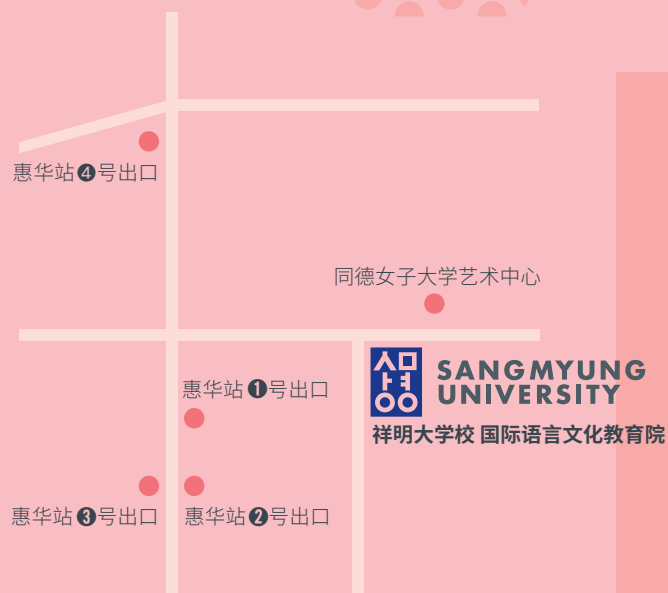 惠华站❹号出口
同德女子大学艺术中心
상명
SANGMYUNG
UNIVERSITY
惠华站❶号出口
祥明大学校 国际语言文化教育院
惠华站❸号出口
惠华站❷号出口